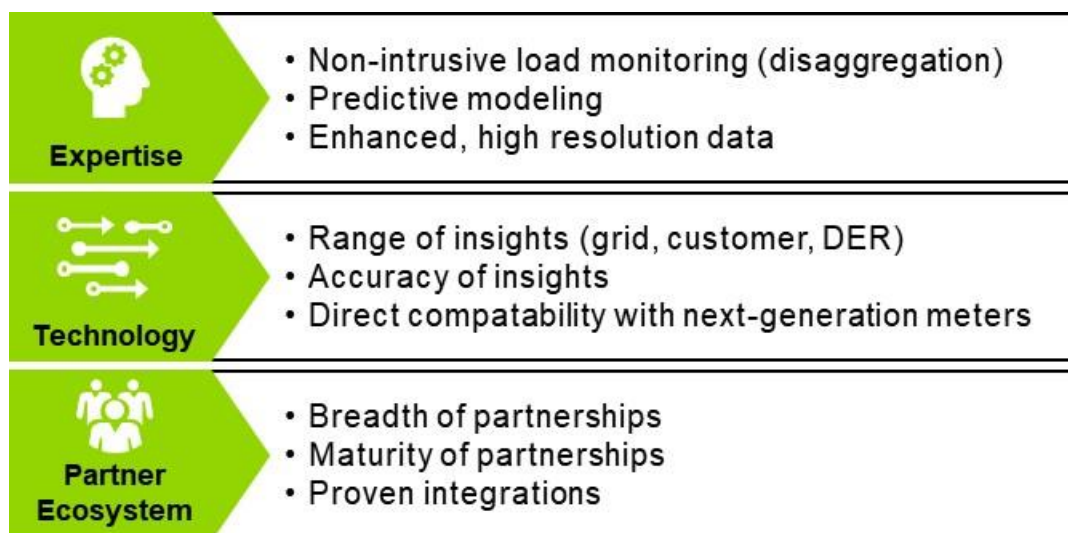 Expertise
• Non-intrusive load monitoring (disaggregation)
• Predictive modeling
• Enhanced, high resolution data
Technology
• Range of insights (grid, customer, DER)
• Accuracy of insights
• Direct compatability with next-generation meters
Partner
Ecosystem
• Breadth of partnerships
• Maturity of partnerships
• Proven integrations